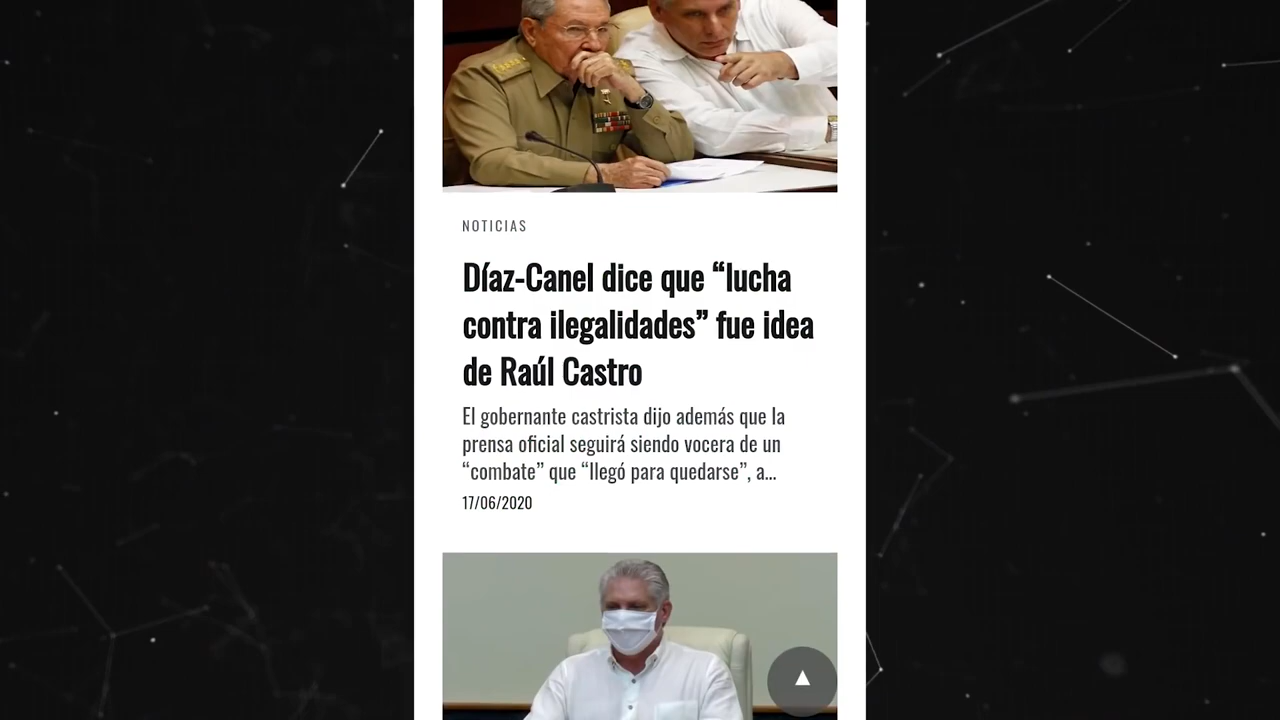 NOTICIAS
Díaz-Canel dice que “lucha
contra ilegalidades” fue idea
de Raúl Castro
El gobernante castrista dijo además que la
prensa oficial seguirá siendo vocera de un
“combate” que “llegó para quedarse”, a...
17/06/2020